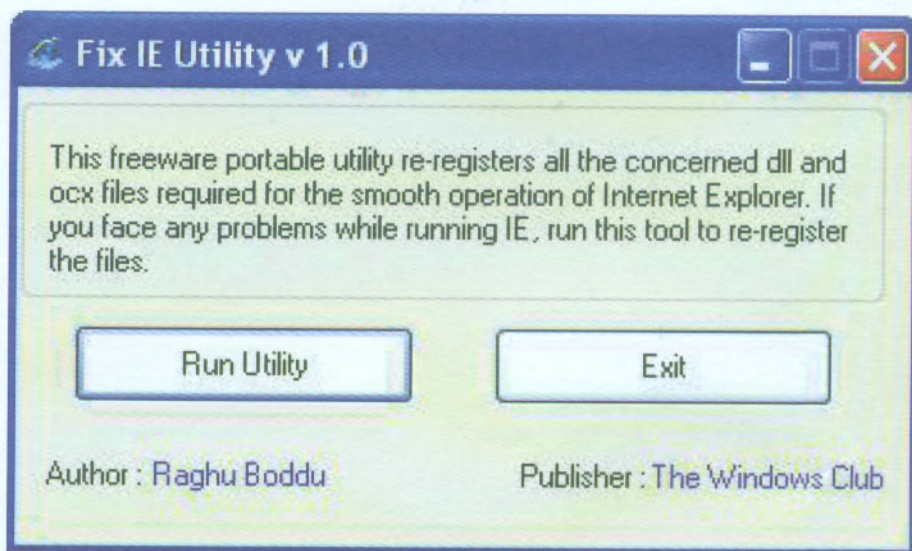 Fix IE Utility v 1.0
This freeware portable utility re-registers all the concerned dll and
ocx files required for the smooth operation of Internet Explorer. If
you face any problems while running IE, run this tool to re-register
the files.
Run Utility
Exit
Author : Raghu Boddu
Publisher : The Windows Club